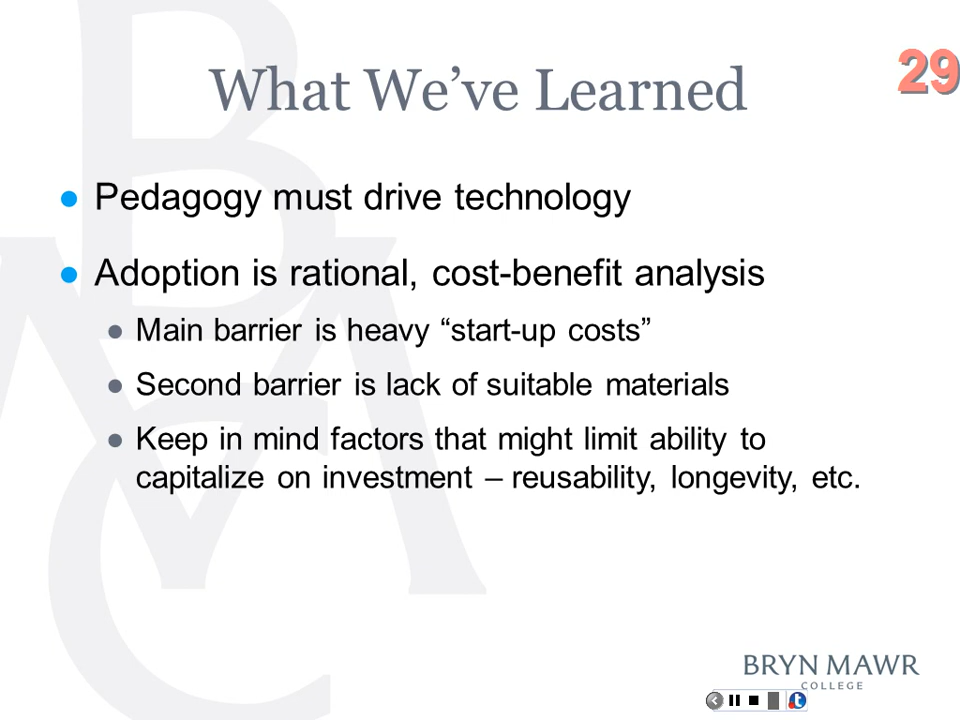 29
What We’ve Learned
● Pedagogy must drive technology
● Adoption is rational, cost-benefit analysis
● Main barrier is heavy “start-up costs”
● Second barrier is lack of suitable materials
● Keep in mind factors that might limit ability to
capitalize on investment – reusability, longevity, etc.
BRYN MAWR
COLLEGE